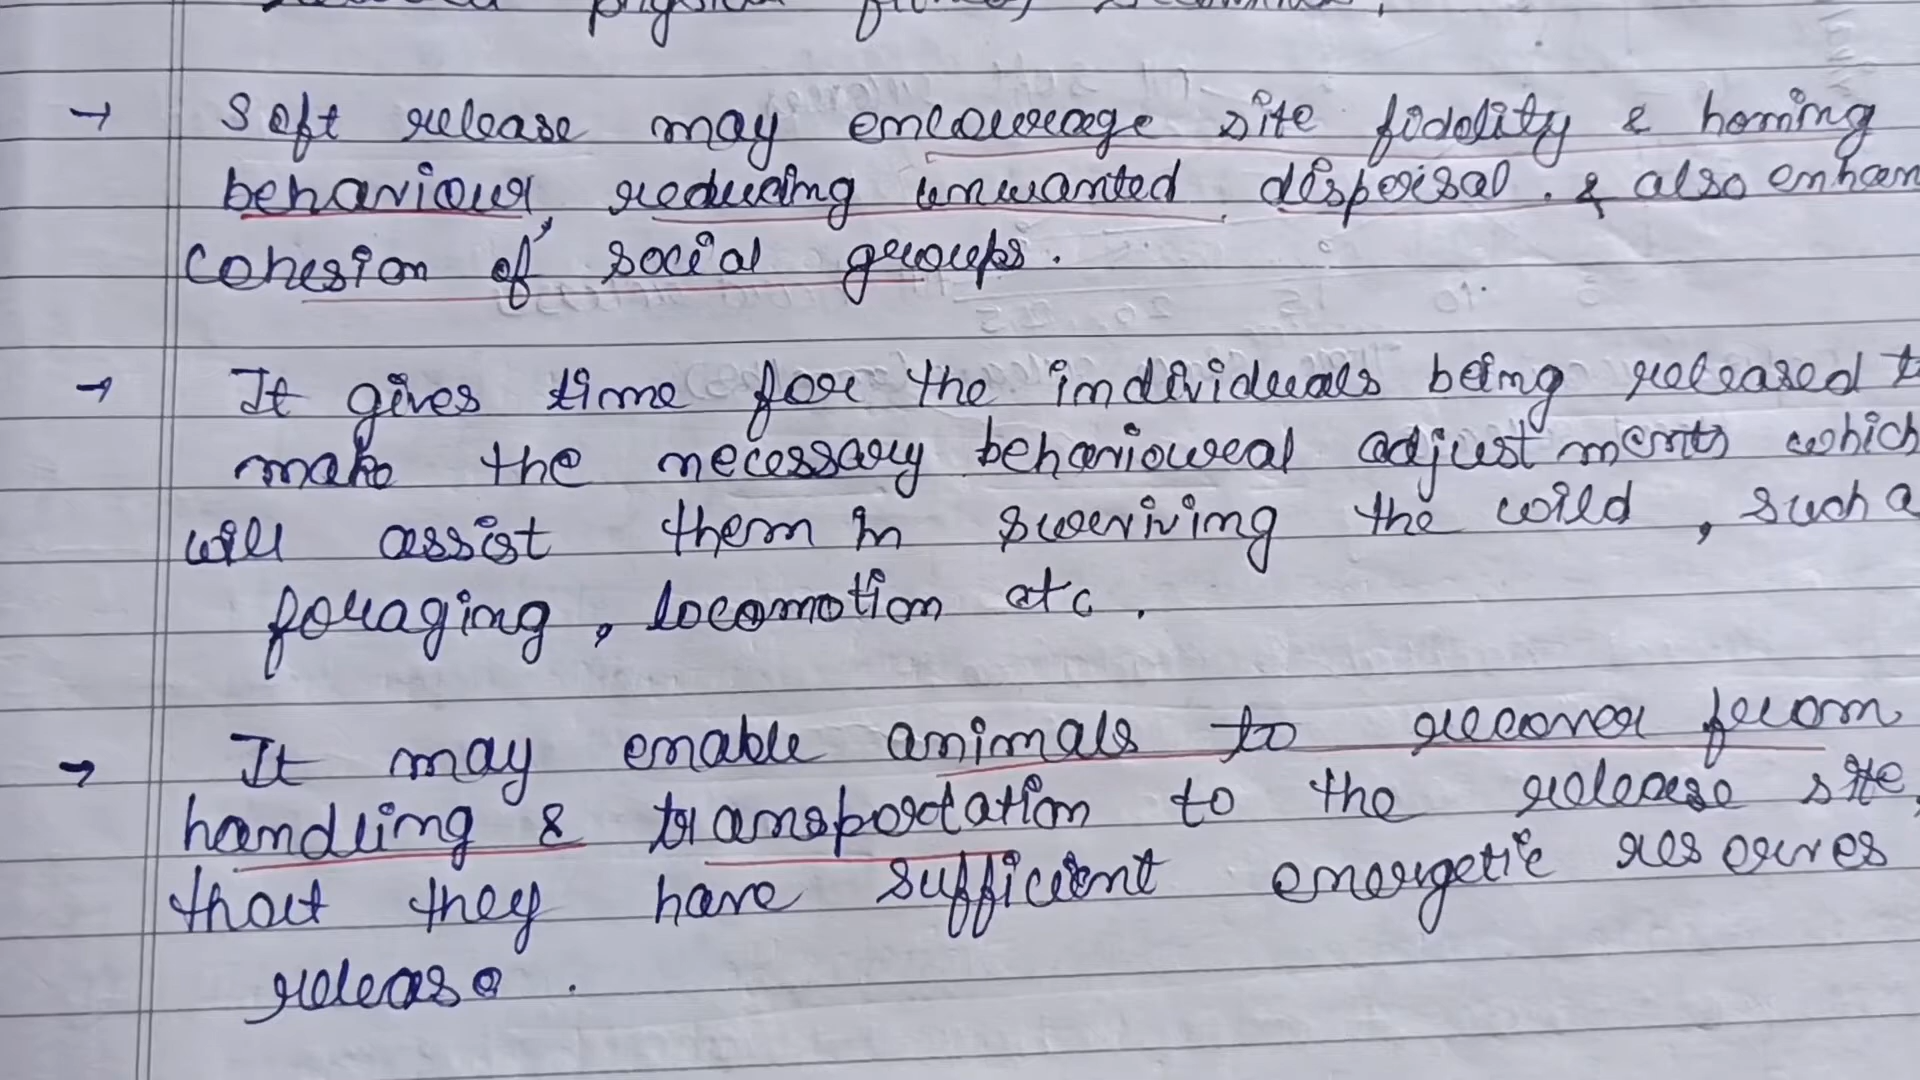 physical
→ Soft release may encourage site fidelity & homing
behaviour, reducing unwanted dispersal. & also enhan
cohesion of social groups.
→ It gives time for the individuals being released t
make the necessary behavioural adjustments which
will assist them in surviving the wild, such a
foraging, locomotion etc.
→ It may enable animals to recover from
handling & transportation to the release site,
that they have sufficient energetic resources
release.